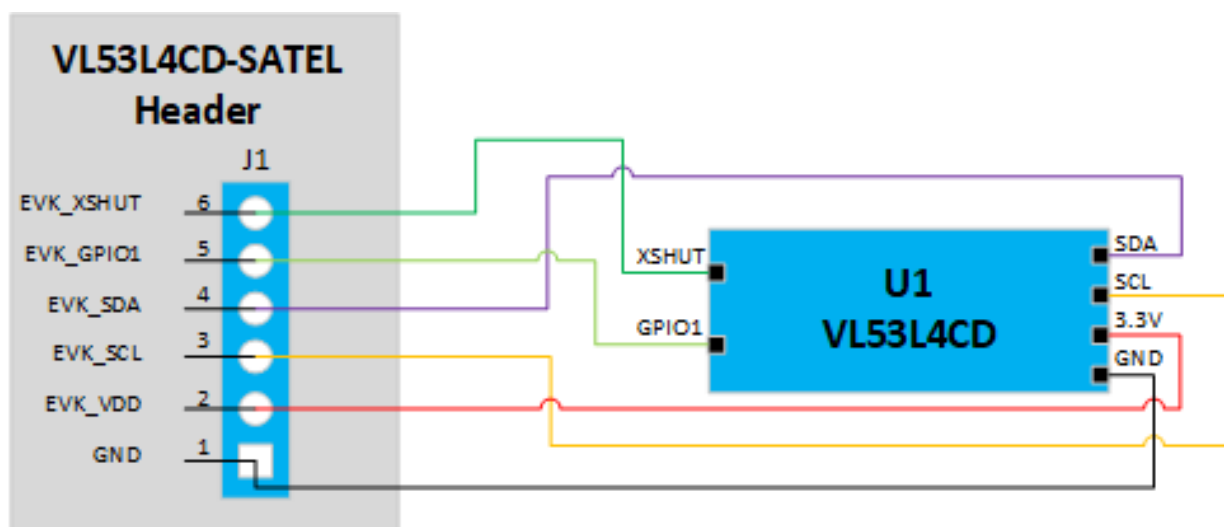 VL53L4CD-SATEL
Header
J1
EVK_XSHUT 6
EVK_GPIO1 5
EVK_SDA 4
EVK_SCL 3
EVK_VDD 2
GND 1
XSHUT
GPIO1
U1
VL53L4CD
SDA
SCL
3.3V
GND